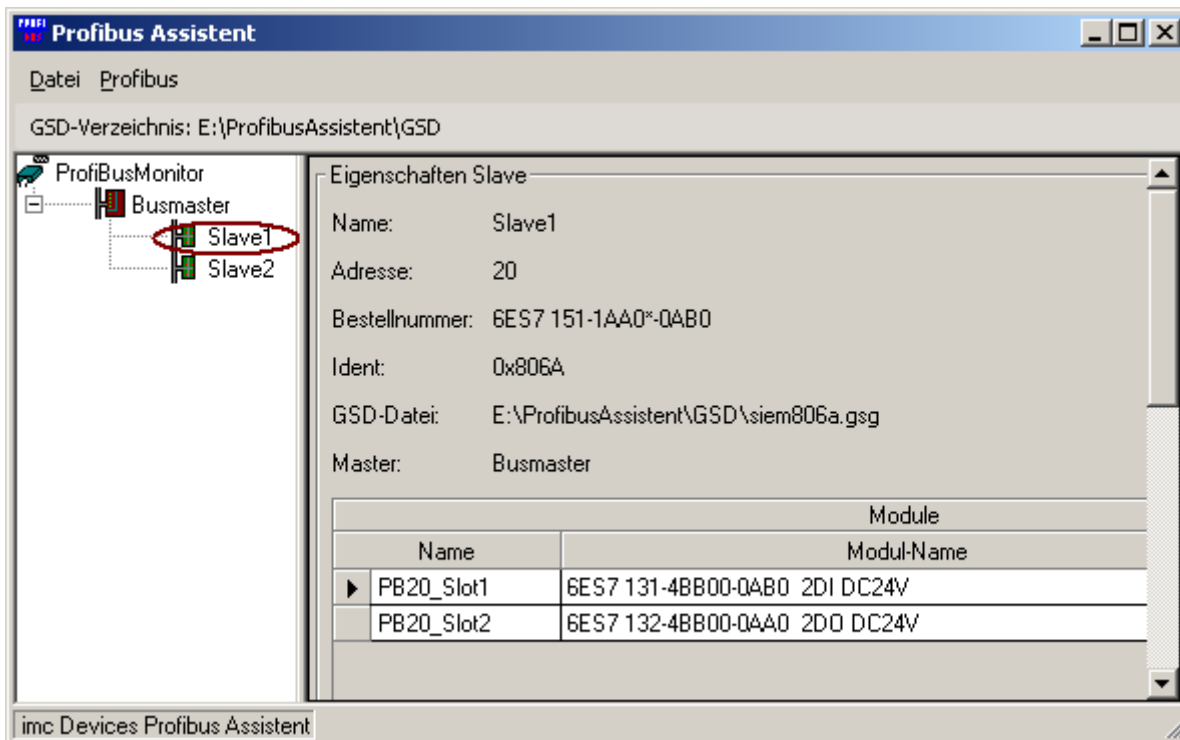 Profibus Assistent
Datei Profibus
GSD-Verzeichnis: E:\ProfibusAssistent\GSD
ProfiBusMonitor
Busmaster
Slave1
Slave2
Eigenschaften Slave
Name: Slave1
Adresse: 20
Bestellnummer: 6ES7 151-1AA0*-0AB0
Ident: 0x806A
GSD-Datei: E:\ProfibusAssistent\GSD\siem806a.gsg
Master: Busmaster
Module
Name Modul-Name
PB20_Slot1 6ES7 131-4BB00-0AB0 2DI DC24V
PB20_Slot2 6ES7 132-4BB00-0AA0 2DO DC24V
imc Devices Profibus Assistent